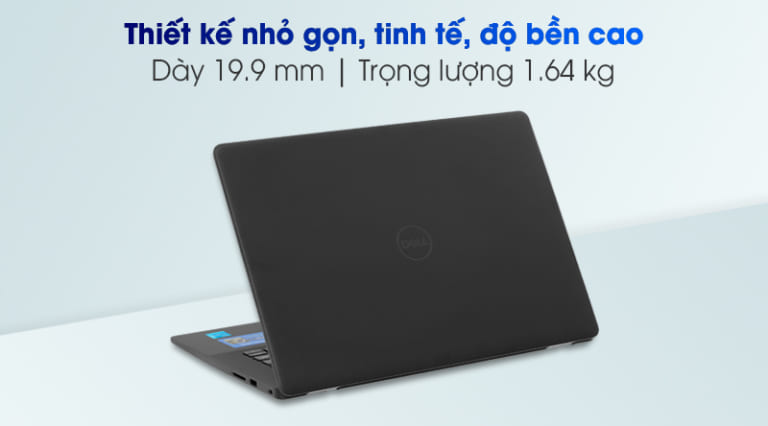 Thiết kế nhỏ gọn, tinh tế, độ bền cao
Dày 19.9 mm | Trọng lượng 1.64 kg
DELL